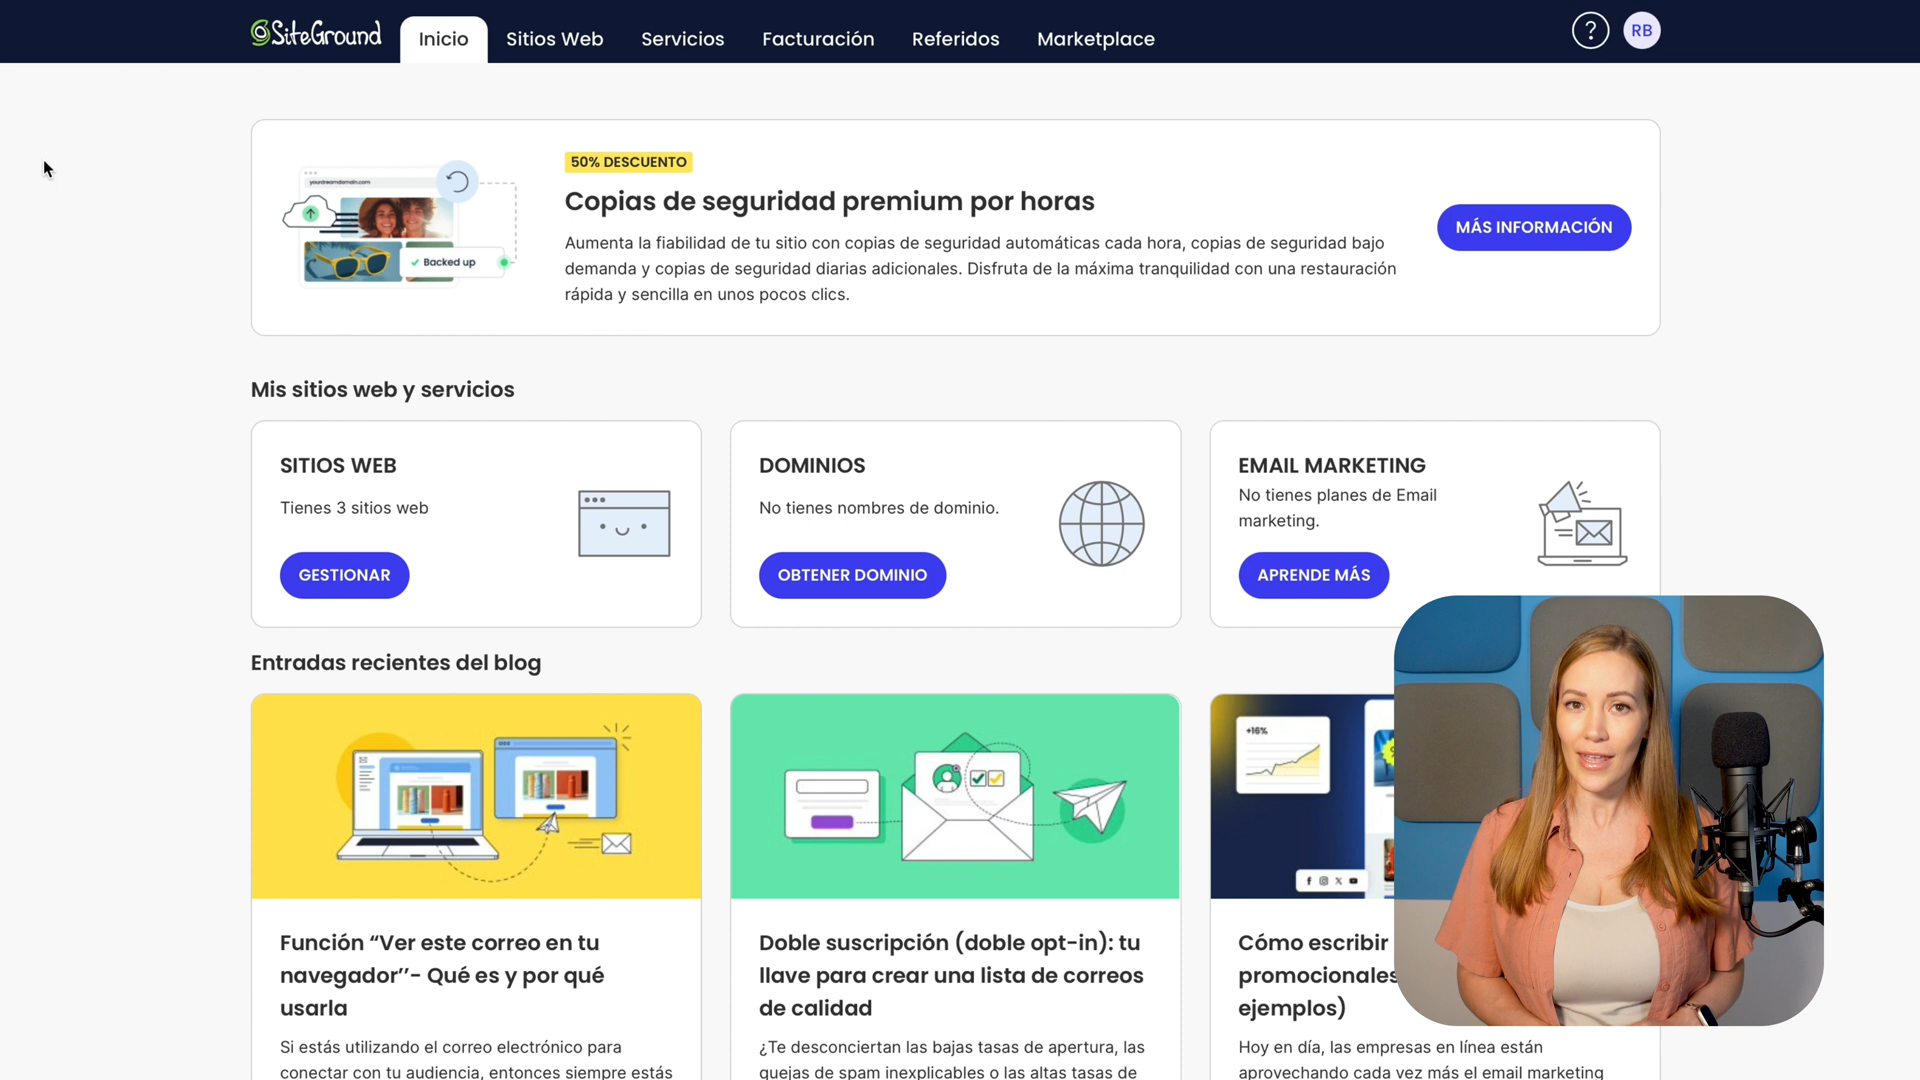 SiteGround
Inicio
Sitios Web
Servicios
Facturación
Referidos
Marketplace
?
RB
yourdreamdomain.com
Backed up
50% DESCUENTO
Copias de seguridad premium por horas
Aumenta la fiabilidad de tu sitio con copias de seguridad automáticas cada hora, copias de seguridad bajo
demanda y copias de seguridad diarias adicionales. Disfruta de la máxima tranquilidad con una restauración
rápida y sencilla en unos pocos clics.
MÁS INFORMACIÓN
Mis sitios web y servicios
SITIOS WEB
Tienes 3 sitios web
GESTIONAR
DOMINIOS
No tienes nombres de dominio.
OBTENER DOMINIO
EMAIL MARKETING
No tienes planes de Email
marketing.
APRENDE MÁS
Entradas recientes del blog
+16%
Función “Ver este correo en tu
navegador’’- Qué es y por qué
usarla
Si estás utilizando el correo electrónico para
conectar con tu audiencia, entonces siempre estás
Doble suscripción (doble opt-in): tu
llave para crear una lista de correos
de calidad
¿Te desconciertan las bajas tasas de apertura, las
quejas de spam inexplicables o las altas tasas de
Cómo escribir
promocionales
ejemplos)
Hoy en día, las empresas en línea están
aprovechando cada vez más el email marketing